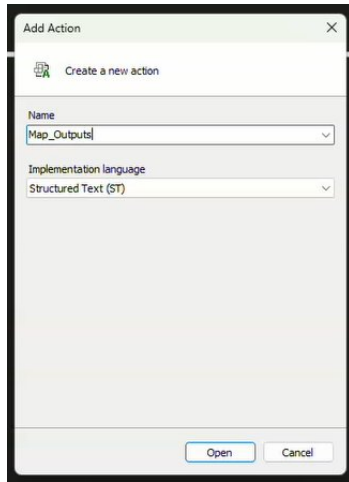 Add Action
Create a new action
Name
Map_Outputs
Implementation language
Structured Text (ST)
Open
Cancel